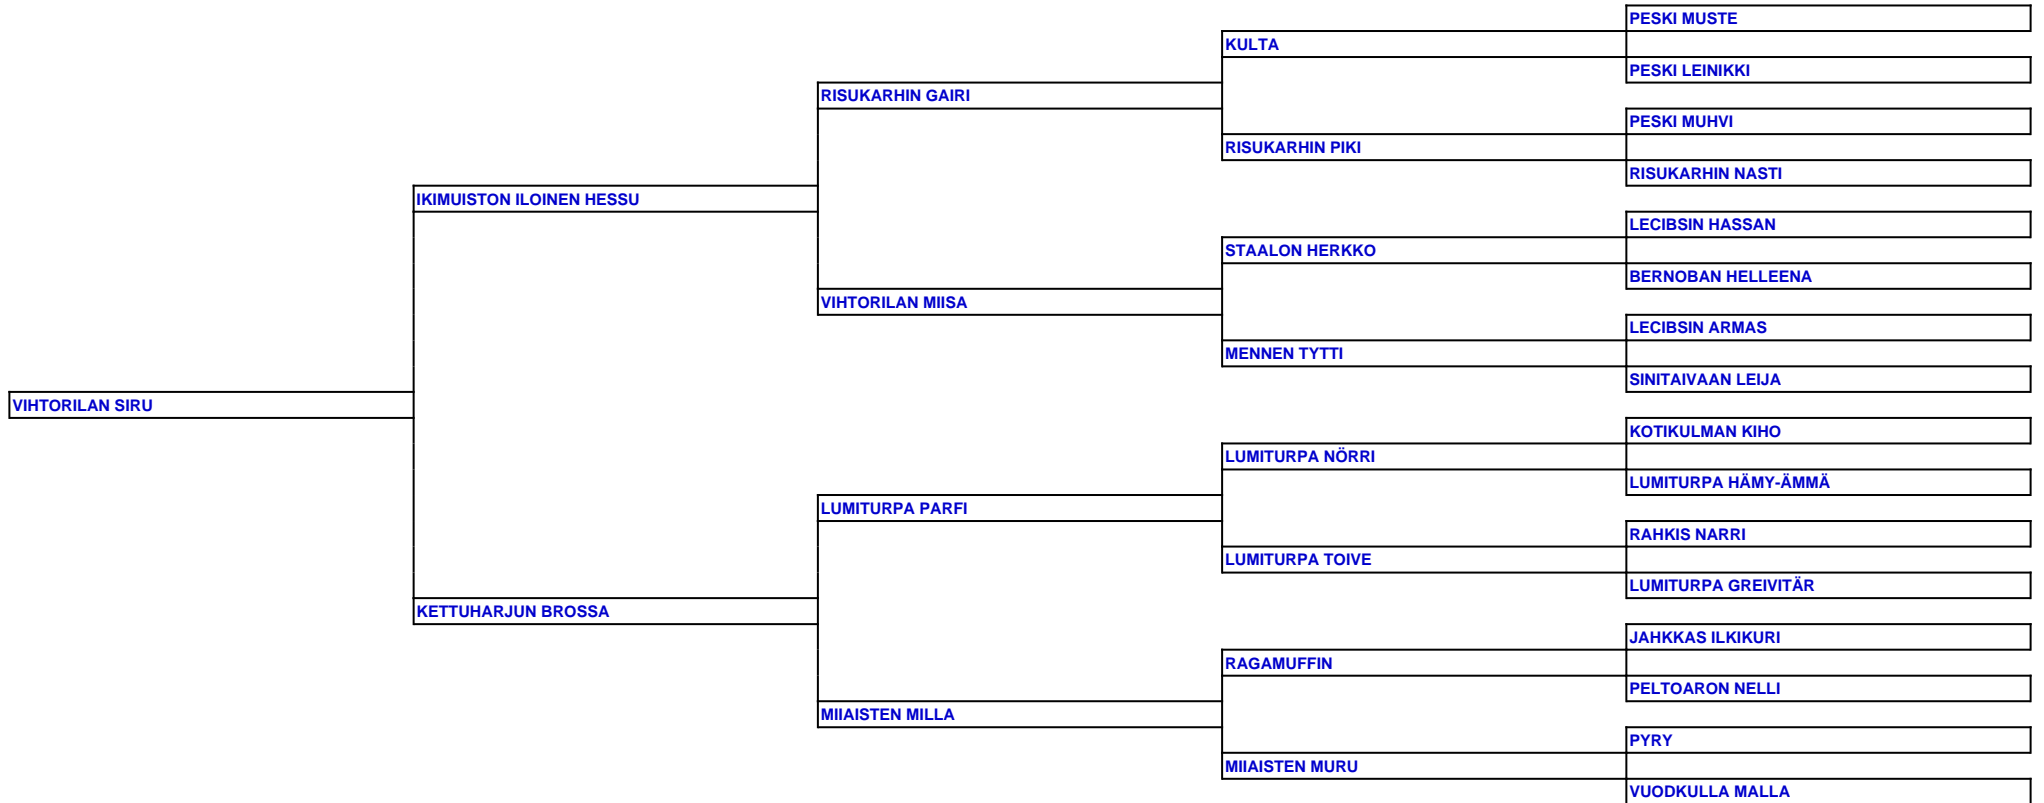 PESKI MUSTE
KULTA
PESKI LEINIKKI
RISUKARHIN GAIRI
PESKI MUHVI
RISUKARHIN PIKI
RISUKARHIN NASTI
IKIMUISTON ILOINEN HESSU
LECIBSIN HASSAN
STAALON HERKKO
BERNOBAN HELLEENA
VIHTORILAN MIISA
LECIBSIN ARMAS
MENNEN TYTTI
SINITAIVAAN LEIJA
VIHTORILAN SIRU
KOTIKULMAN KIHO
LUMITURPA NÖRRI
LUMITURPA HÄMY-ÄMMÄ
LUMITURPA PARFI
RAHKIS NARRI
LUMITURPA TOIVE
LUMITURPA GREIVITÄR
KETTUHARJUN BROSSA
JAHKKAS ILKIKURI
RAGAMUFFIN
PELTOARON NELLI
MIIAISTEN MILLA
PYRY
MIIAISTEN MURU
VUODKULLA MALLA